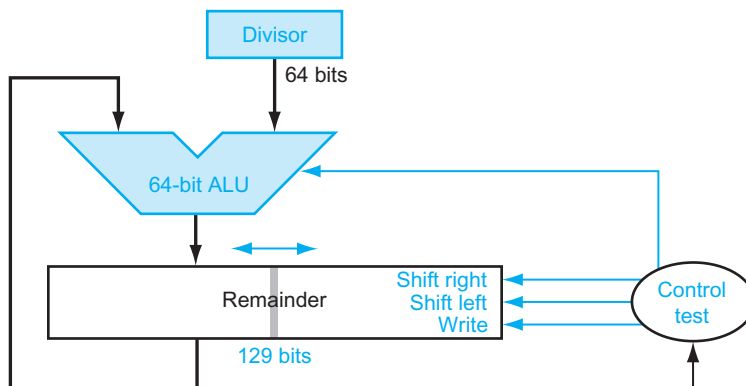 Divisor
64 bits
64-bit ALU
Remainder
Shift right
Shift left
Write
129 bits
Control
test